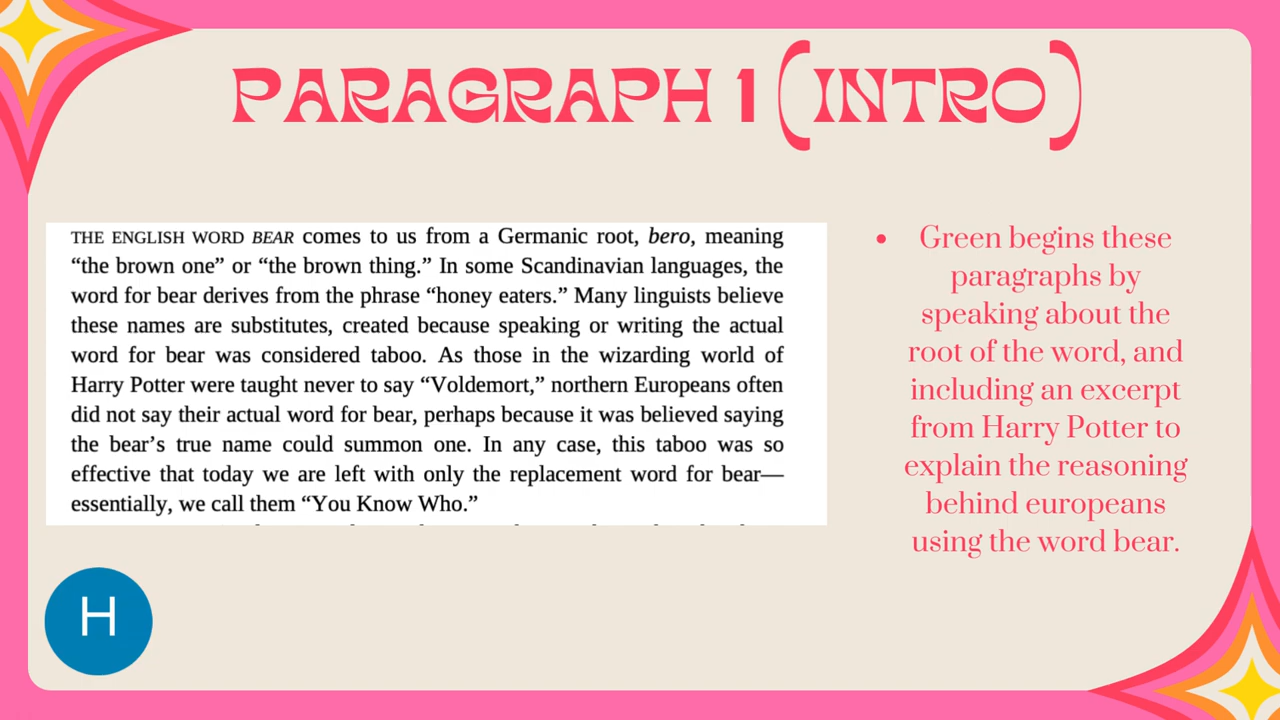 PARAGRAPH 1 (INTRO)
THE ENGLISH WORD BEAR comes to us from a Germanic root, bero, meaning
“the brown one” or “the brown thing.” In some Scandinavian languages, the
word for bear derives from the phrase “honey eaters.” Many linguists believe
these names are substitutes, created because speaking or writing the actual
word for bear was considered taboo. As those in the wizarding world of
Harry Potter were taught never to say “Voldemort,” northern Europeans often
did not say their actual word for bear, perhaps because it was believed saying
the bear’s true name could summon one. In any case, this taboo was so
effective that today we are left with only the replacement word for bear—
essentially, we call them “You Know Who.”
• Green begins these
paragraphs by
speaking about the
root of the word, and
including an excerpt
from Harry Potter to
explain the reasoning
behind europeans
using the word bear.
H